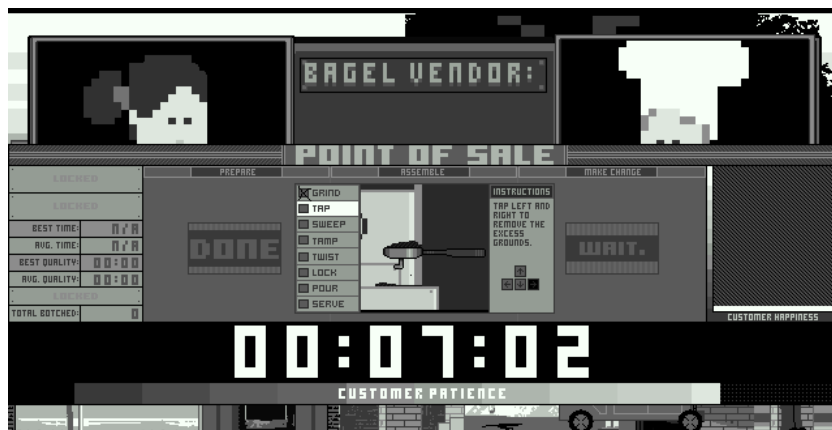 BAGEL VENDOR:
POINT OF SALE
PREPARE
ASSEMBLE
MAKE CHANGE
LOCKED
LOCKED
BEST TIME: N/A
AVG. TIME: N/A
BEST QUALITY: 00:00
AVG. QUALITY: 00:00
LOCKED
TOTAL BOTCHED: 0
DONE
GRIND
TAP
SWEEP
TAMP
TWIST
LOCK
POUR
SERVE
INSTRUCTIONS
TAP LEFT AND
RIGHT TO
REMOVE THE
EXCESS
GROUNDS.
WAIT.
CUSTOMER HAPPINESS
00:07:02
CUSTOMER PATIENCE